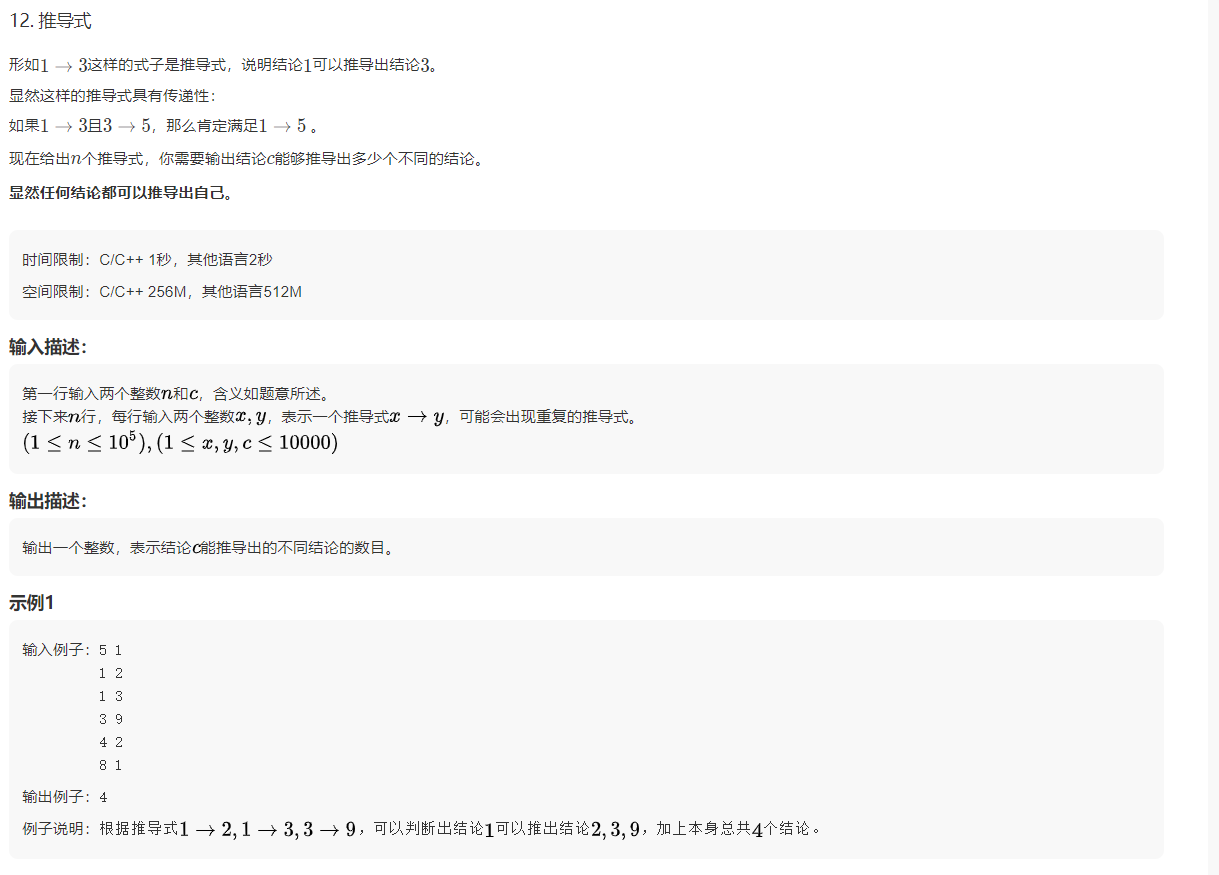 12. 推导式
形如1 → 3这样的式子是推导式，说明结论1可以推导出结论3。
显然这样的推导式具有传递性：
如果1 → 3且3 → 5，那么肯定满足1 → 5 。
现在给出n个推导式，你需要输出结论c能够推导出多少个不同的结论。
显然任何结论都可以推导出自己。
时间限制：C/C++ 1秒，其他语言2秒
空间限制：C/C++ 256M，其他语言512M
输入描述：
第一行输入两个整数n和c，含义如题意所述。
接下来n行，每行输入两个整数x, y，表示一个推导式x → y，可能会出现重复的推导式。
(1 ≤ n ≤ 10⁵), (1 ≤ x, y, c ≤ 10000)
输出描述：
输出一个整数，表示结论c能推导出的不同结论的数目。
示例1
输入例子：5 1
1 2
1 3
3 9
4 2
8 1
输出例子：4
例子说明：根据推导式1 → 2, 1 → 3, 3 → 9，可以判断出结论1可以推出结论2, 3, 9，加上本身总共4个结论。